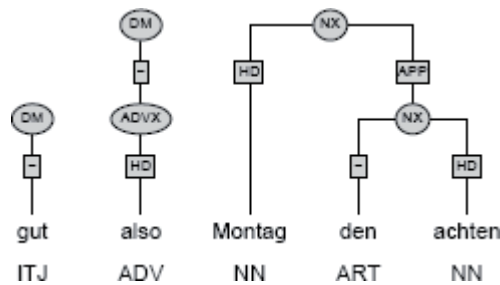 DM NX
– HD APP
DM ADVX NX
– HD – HD
gut also Montag den achten
ITJ ADV NN ART NN